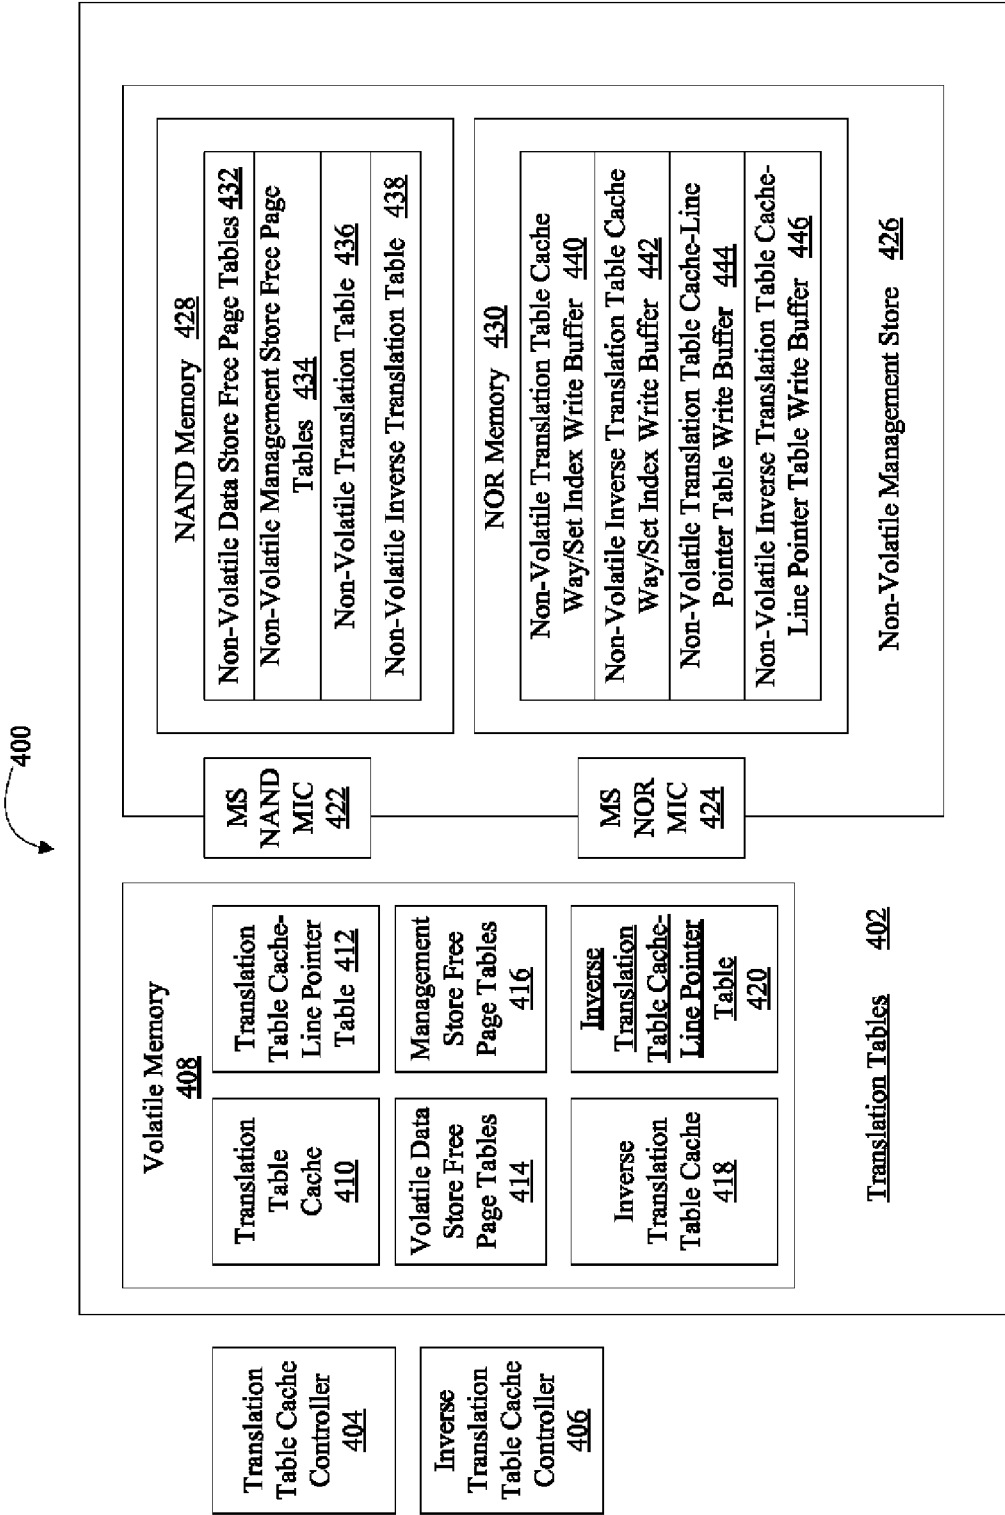 400
Translation
Table Cache
Controller
404
Inverse
Translation
Table Cache
Controller
406
Volatile Memory
408
Translation
Table
Cache
410
Translation
Table Cache-
Line Pointer
Table 412
Volatile Data
Store Free
Page Tables
414
Management
Store Free
Page Tables
416
Inverse
Translation
Table Cache
418
Inverse
Translation
Table Cache-
Line Pointer
Table
420
Translation Tables 402
MS
NAND
MIC
422
MS
NOR
MIC
424
NAND Memory 428
Non-Volatile Data Store Free Page Tables 432
Non-Volatile Management Store Free Page
Tables 434
Non-Volatile Translation Table 436
Non-Volatile Inverse Translation Table 438
NOR Memory 430
Non-Volatile Translation Table Cache
Way/Set Index Write Buffer 440
Non-Volatile Inverse Translation Table Cache
Way/Set Index Write Buffer 442
Non-Volatile Translation Table Cache-Line
Pointer Table Write Buffer 444
Non-Volatile Inverse Translation Table Cache-
Line Pointer Table Write Buffer 446
Non-Volatile Management Store 426